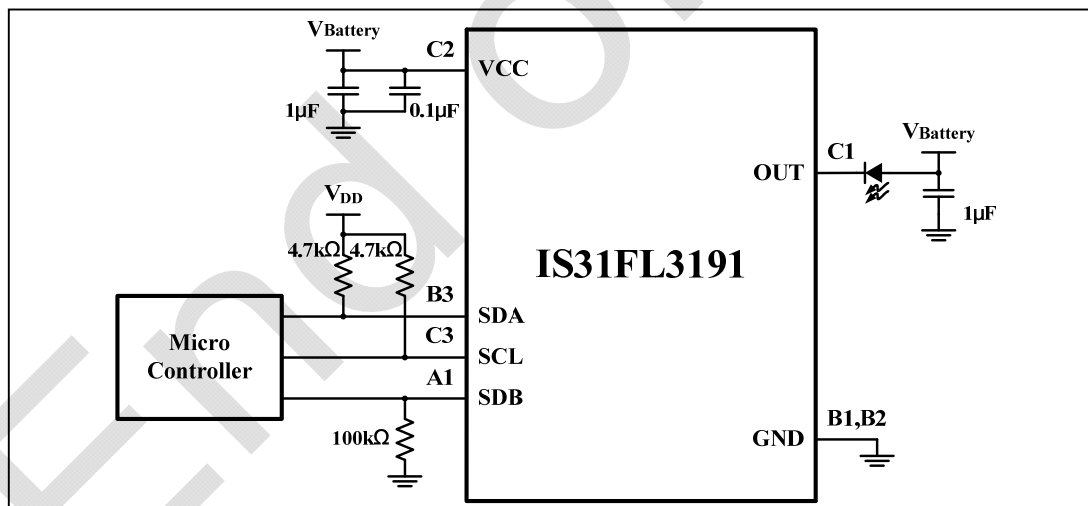 VBattery
C2
VCC
1µF
0.1µF
VBattery
C1
OUT
1µF
VDD
4.7kΩ 4.7kΩ
IS31FL3191
B3
SDA
Micro
Controller
C3
SCL
A1
SDB
100kΩ
B1,B2
GND
End o